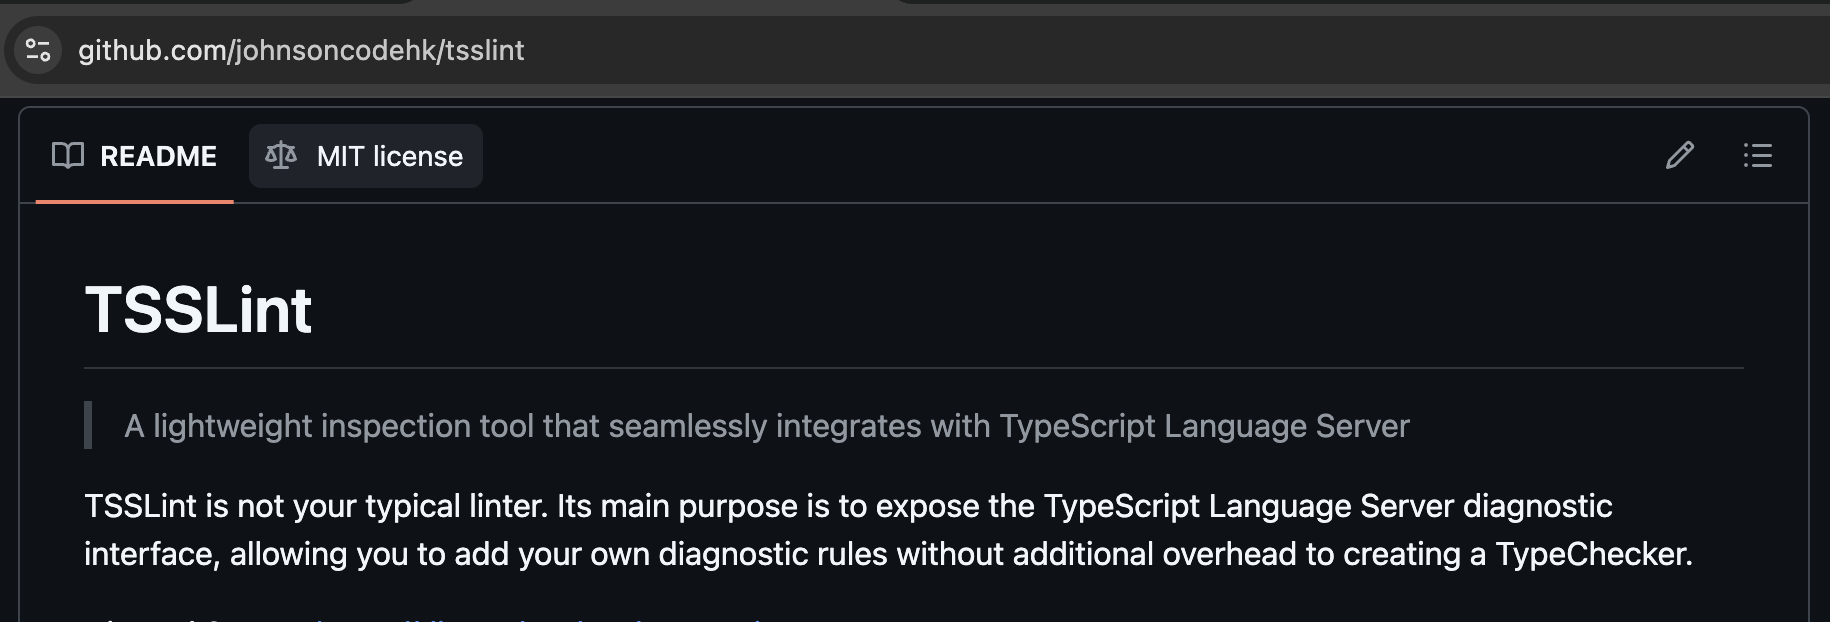 github.com/johnsoncodehk/tsslint
README
MIT license
TSSLint
A lightweight inspection tool that seamlessly integrates with TypeScript Language Server
TSSLint is not your typical linter. Its main purpose is to expose the TypeScript Language Server diagnostic
interface, allowing you to add your own diagnostic rules without additional overhead to creating a TypeChecker.